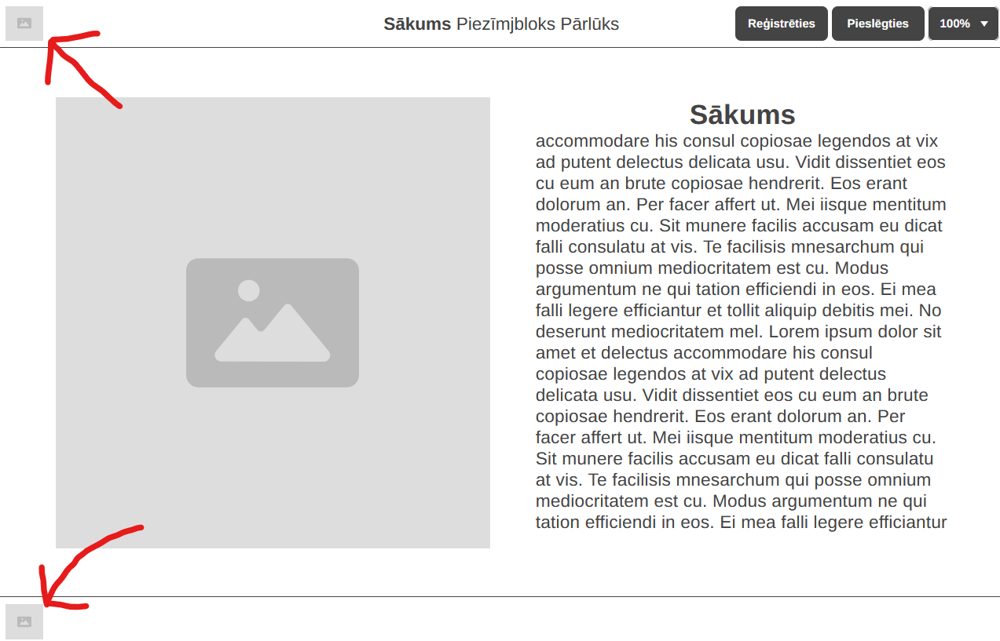 Sākums Piezīmjbloks Pārlūks
Reģistrēties
Pieslēgties
100%
Sākums
accommodare his consul copiosae legendos at vix
ad putent delectus delicata usu. Vidit dissentiet eos
cu eum an brute copiosae hendrerit. Eos erant
dolorum an. Per facer affert ut. Mei iisque mentitum
moderatius cu. Sit munere facilis accusam eu dicat
falli consulatu at vis. Te facilisis mnesarchum qui
posse omnium mediocritatem est cu. Modus
argumentum ne qui tation efficiendi in eos. Ei mea
falli legere efficiantur et tollit aliquip debitis mei. No
deserunt mediocritatem mel. Lorem ipsum dolor sit
amet et delectus accommodare his consul
copiosae legendos at vix ad putent delectus
delicata usu. Vidit dissentiet eos cu eum an brute
copiosae hendrerit. Eos erant dolorum an. Per
facer affert ut. Mei iisque mentitum moderatius cu.
Sit munere facilis accusam eu dicat falli consulatu
at vis. Te facilisis mnesarchum qui posse omnium
mediocritatem est cu. Modus argumentum ne qui
tation efficiendi in eos. Ei mea falli legere efficiantur